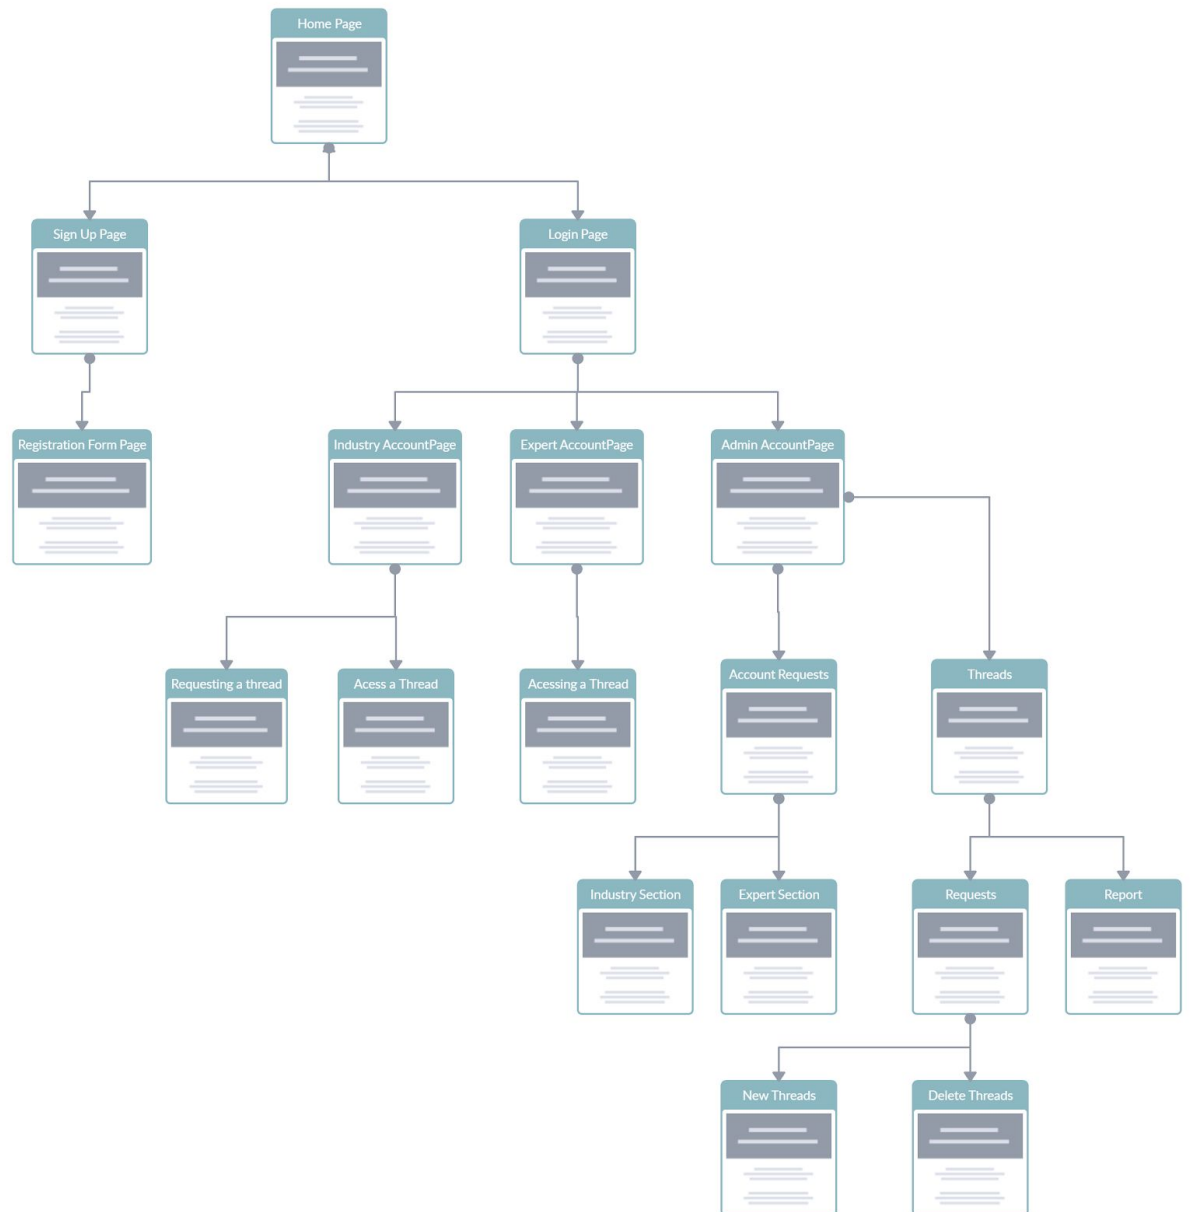 Home Page
Sign Up Page
Login Page
Registration Form Page
Industry AccountPage
Expert AccountPage
Admin AccountPage
Requesting a thread
Acess a Thread
Acessing a Thread
Account Requests
Threads
Industry Section
Expert Section
Requests
Report
New Threads
Delete Threads